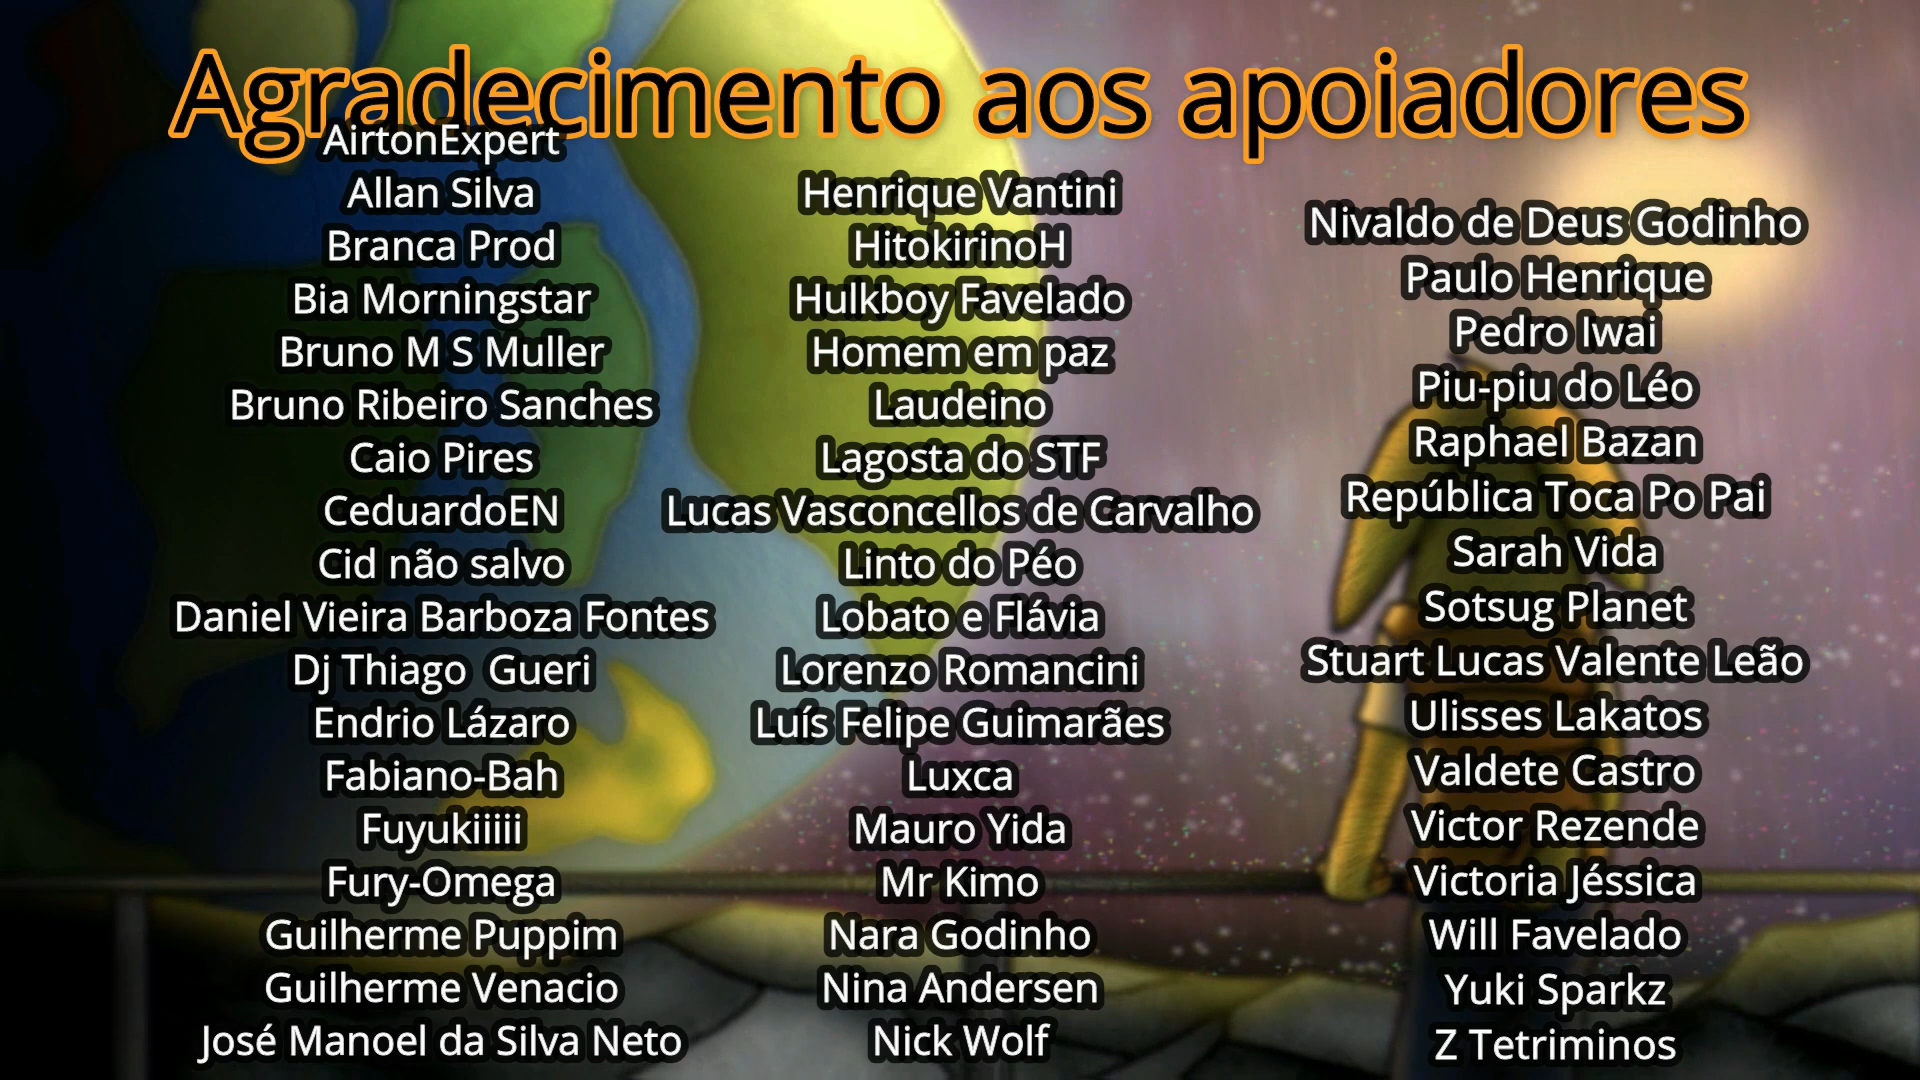 Agradecimento aos apoiadores
AirtonExpert
Allan Silva
Branca Prod
Bia Morningstar
Bruno M S Muller
Bruno Ribeiro Sanches
Caio Pires
CeduardoEN
Cid não salvo
Daniel Vieira Barboza Fontes
Dj Thiago  Gueri
Endrio Lázaro
Fabiano-Bah
Fuyukiiiii
Fury-Omega
Guilherme Puppim
Guilherme Venacio
José Manoel da Silva Neto
Henrique Vantini
HitokirinoH
Hulkboy Favelado
Homem em paz
Laudeino
Lagosta do STF
Lucas Vasconcellos de Carvalho
Linto do Péo
Lobato e Flávia
Lorenzo Romancini
Luís Felipe Guimarães
Luxca
Mauro Yida
Mr Kimo
Nara Godinho
Nina Andersen
Nick Wolf
Nivaldo de Deus Godinho
Paulo Henrique
Pedro Iwai
Piu-piu do Léo
Raphael Bazan
República Toca Po Pai
Sarah Vida
Sotsug Planet
Stuart Lucas Valente Leão
Ulisses Lakatos
Valdete Castro
Victor Rezende
Victoria Jéssica
Will Favelado
Yuki Sparkz
Z Tetriminos